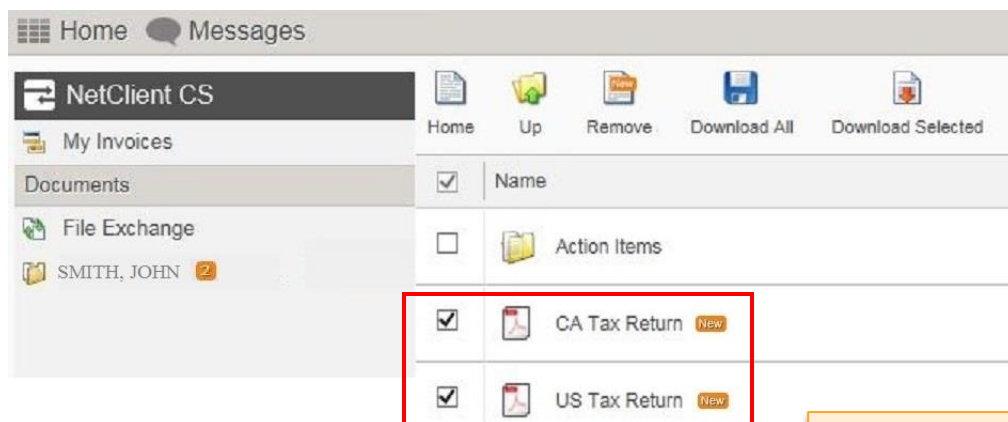 Home Messages
NetClient CS
My Invoices
Documents
File Exchange
SMITH, JOHN 2
Home Up New Remove Download All Download Selected
Name
Action Items
CA Tax Return New
US Tax Return New